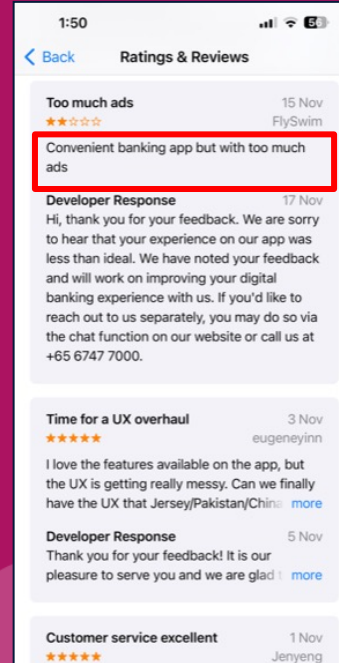 1:50
56
Back
Ratings & Reviews
Too much ads
15 Nov
FlySwim
Convenient banking app but with too much
ads
Developer Response
17 Nov
Hi, thank you for your feedback. We are sorry
to hear that your experience on our app was
less than ideal. We have noted your feedback
and will work on improving your digital
banking experience with us. If you'd like to
reach out to us separately, you may do so via
the chat function on our website or call us at
+65 6747 7000.
Time for a UX overhaul
3 Nov
eugeneyinn
I love the features available on the app, but
the UX is getting really messy. Can we finally
have the UX that Jersey/Pakistan/China more
Developer Response
5 Nov
Thank you for your feedback! It is our
pleasure to serve you and we are glad t more
Customer service excellent
1 Nov
Jenyeng